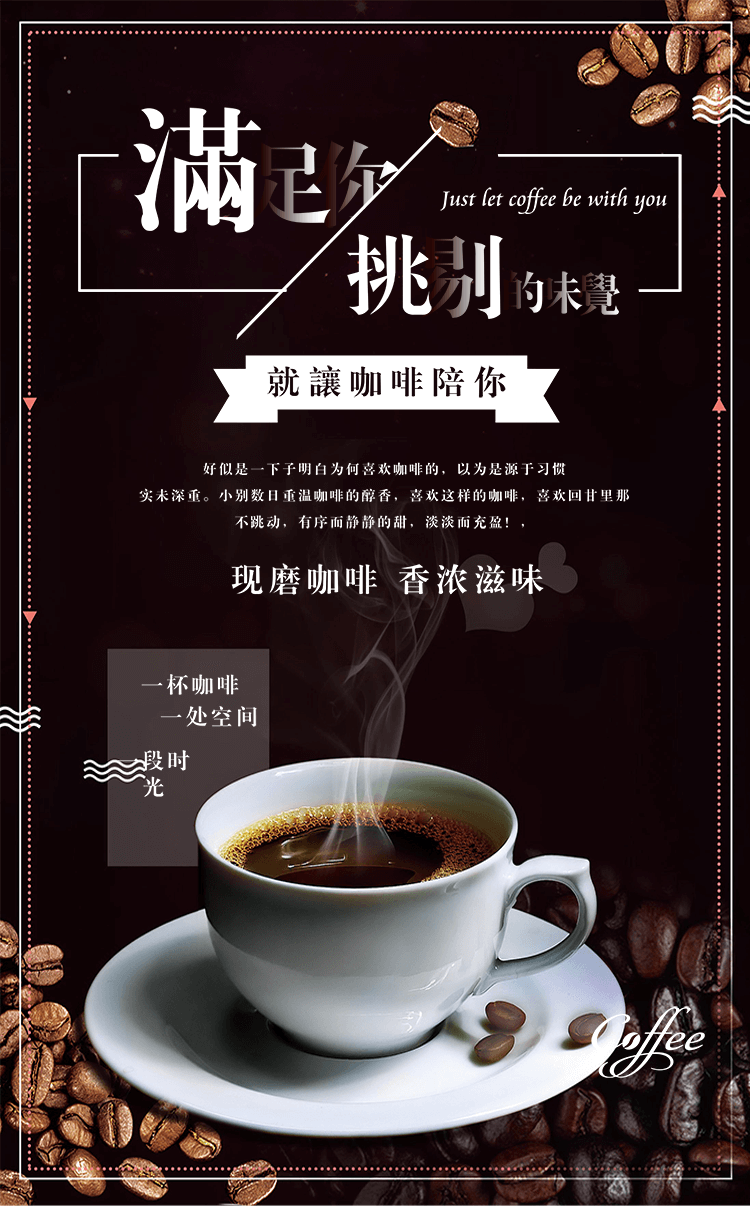 滿足你
Just let coffee be with you
挑剔的味覺
就讓咖啡陪你
好似是一下子明白为何喜欢咖啡的，以为是源于习惯
实未深重。小别数日重温咖啡的醇香，喜欢这样的咖啡，喜欢回甘里那
不跳动，有序而静静的甜，淡淡而充盈！，
现磨咖啡 香浓滋味
一杯咖啡
一处空间
段时
光
Coffee